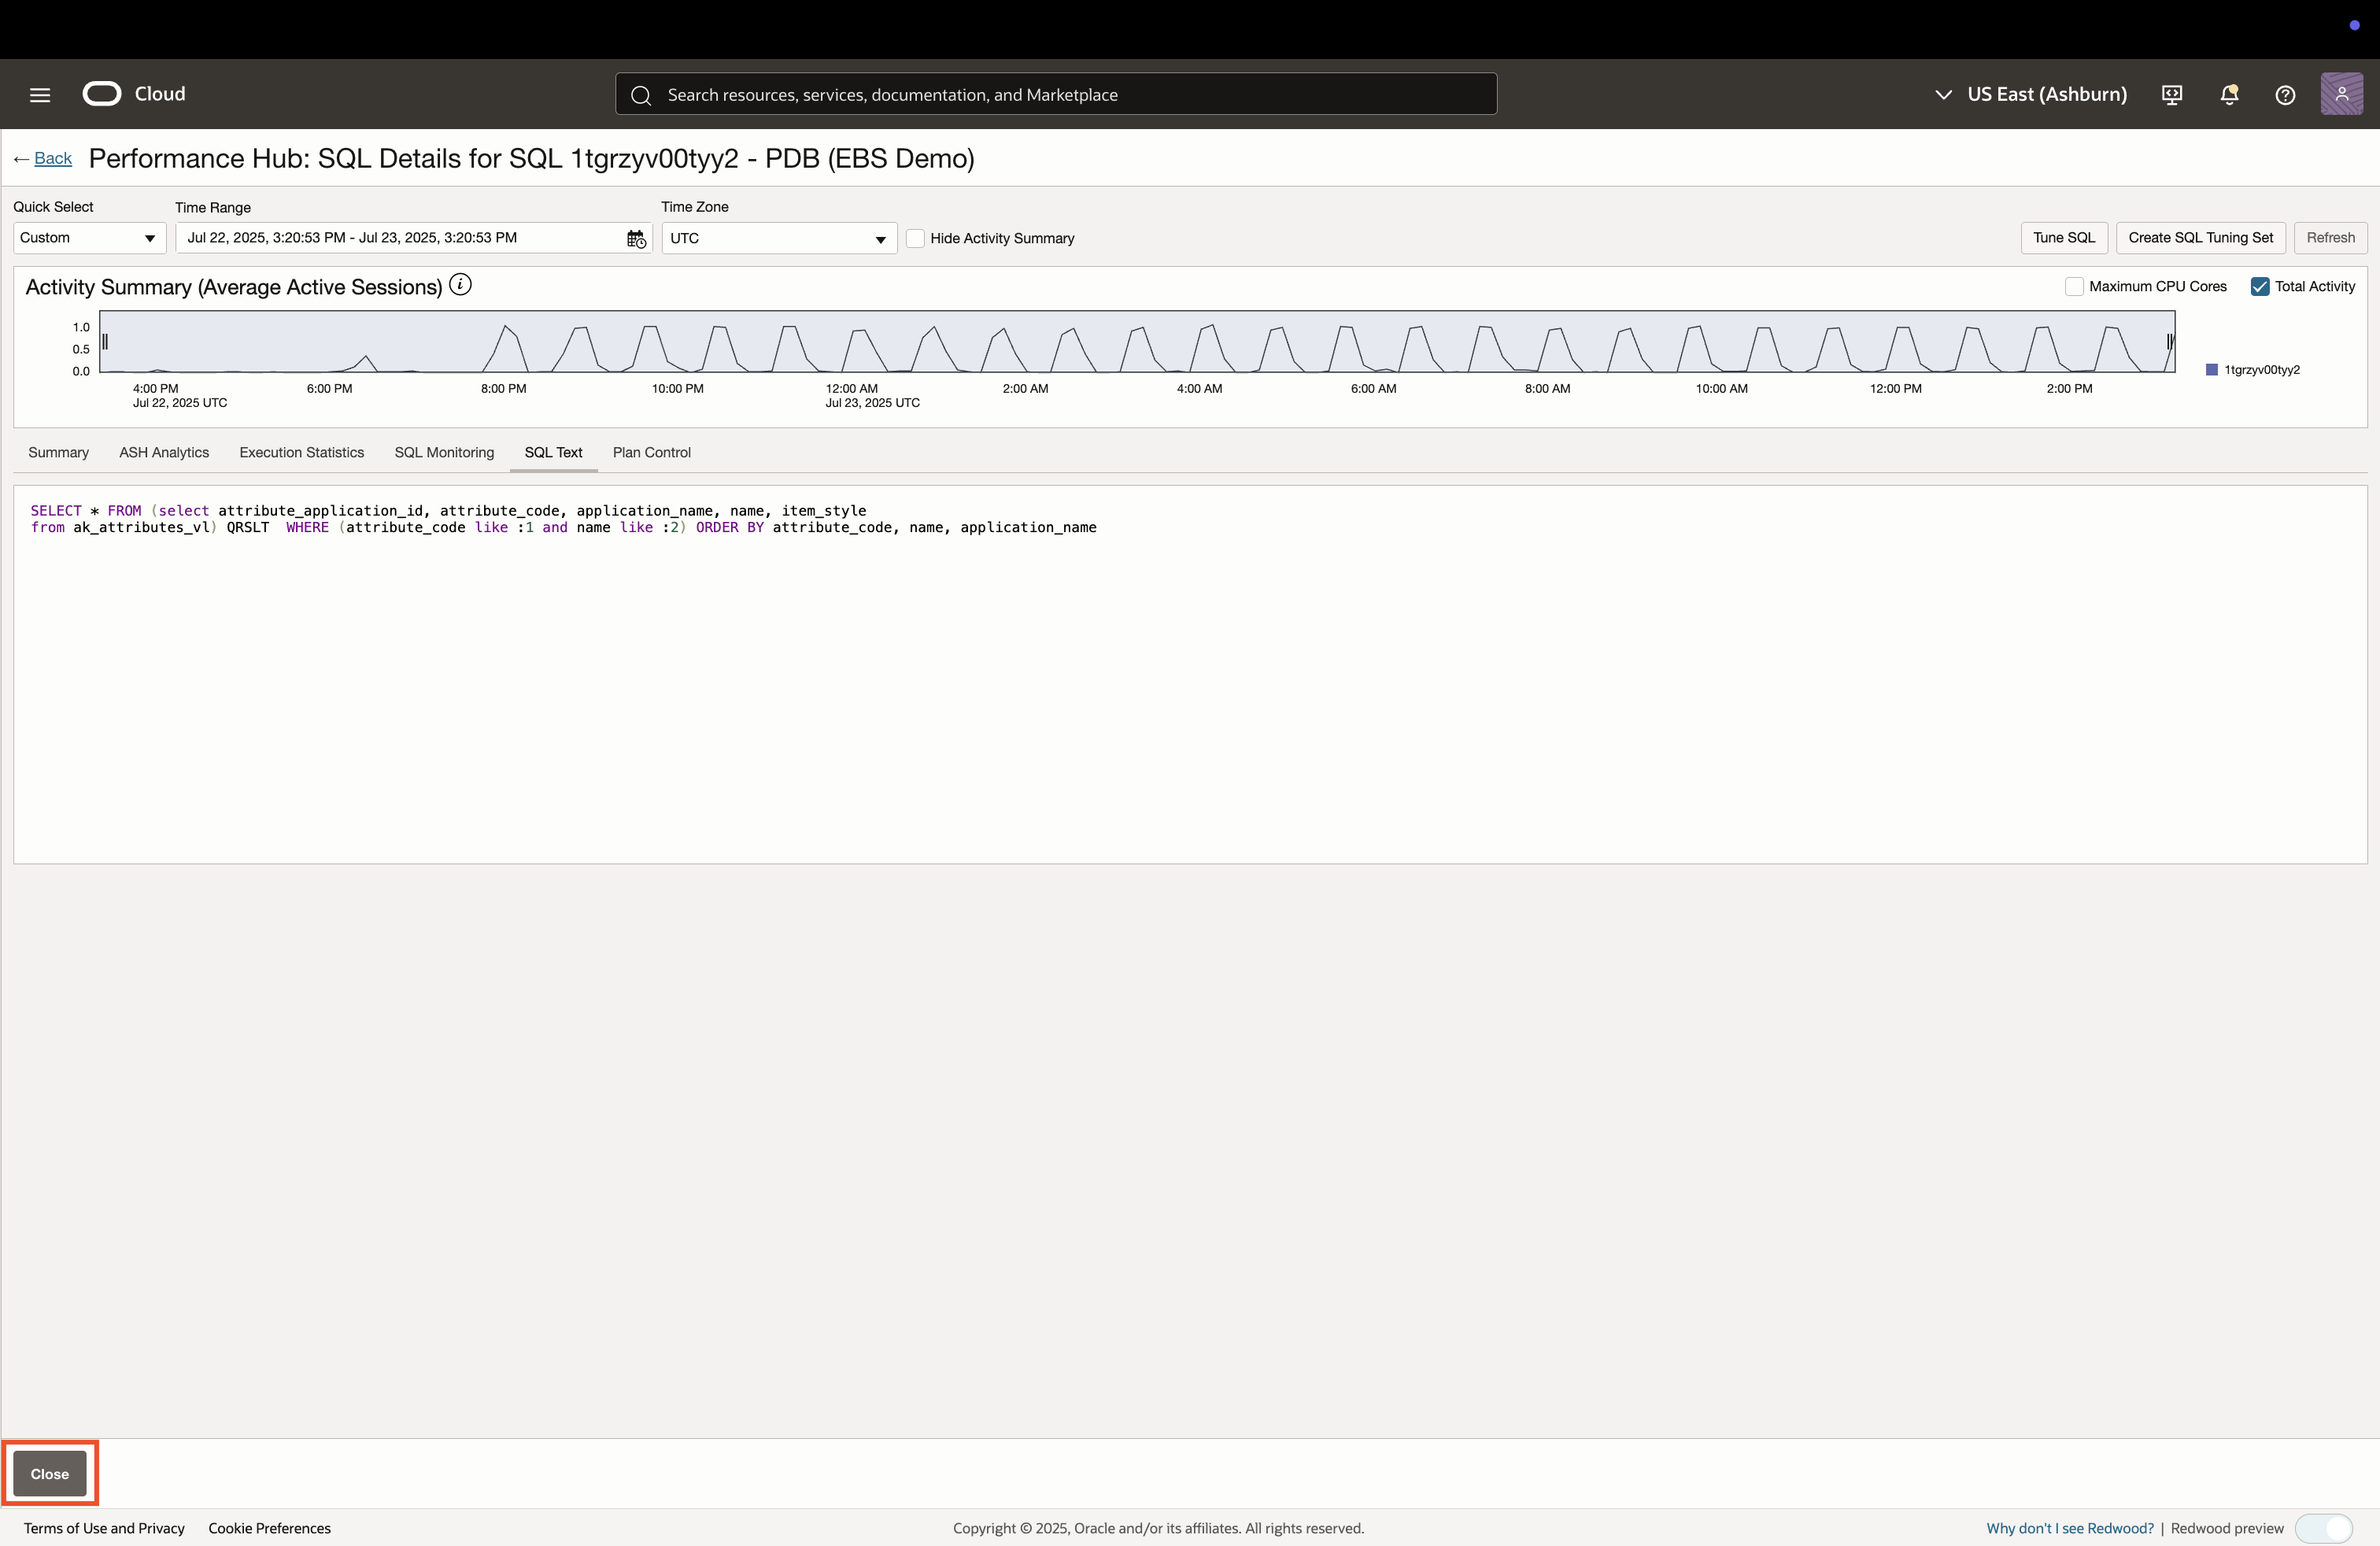 Cloud
Search resources, services, documentation, and Marketplace
US East (Ashburn)
← Back Performance Hub: SQL Details for SQL 1tgrzyv00tyy2 - PDB (EBS Demo)
Quick Select
Time Range
Time Zone
Custom
Jul 22, 2025, 3:20:53 PM - Jul 23, 2025, 3:20:53 PM
UTC
Hide Activity Summary
Tune SQL
Create SQL Tuning Set
Refresh
Activity Summary (Average Active Sessions)
Maximum CPU Cores
Total Activity
1.0
0.5
0.0
4:00 PM 6:00 PM 8:00 PM 10:00 PM 12:00 AM 2:00 AM 4:00 AM 6:00 AM 8:00 AM 10:00 AM 12:00 PM 2:00 PM
Jul 22, 2025 UTC Jul 23, 2025 UTC
1tgrzyv00tyy2
Summary ASH Analytics Execution Statistics SQL Monitoring SQL Text Plan Control
SELECT * FROM (select attribute_application_id, attribute_code, application_name, name, item_style
from ak_attributes_vl) QRSLT  WHERE (attribute_code like :1 and name like :2) ORDER BY attribute_code, name, application_name
Close
Terms of Use and Privacy Cookie Preferences
Copyright © 2025, Oracle and/or its affiliates. All rights reserved.
Why don't I see Redwood? | Redwood preview